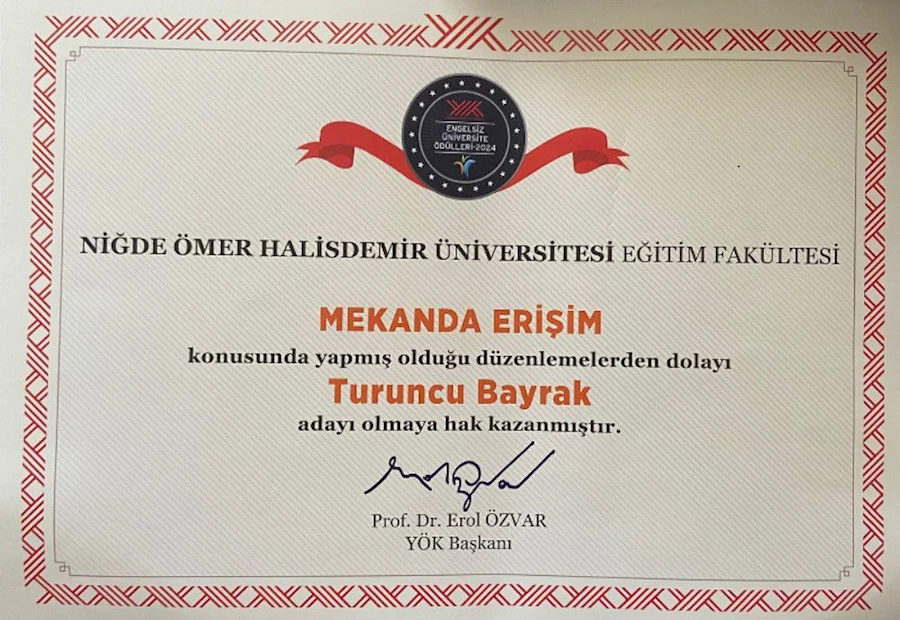 ENGELSİZ
ÜNİVERSİTE
ÖDÜLLERİ-2024
NİĞDE ÖMER HALİSDEMİR ÜNİVERSİTESİ EĞİTİM FAKÜLTESİ
MEKANDA ERİŞİM
konusunda yapmış olduğu düzenlemelerden dolayı
Turuncu Bayrak
adayı olmaya hak kazanmıştır.
Prof. Dr. Erol ÖZVAR
YÖK Başkanı